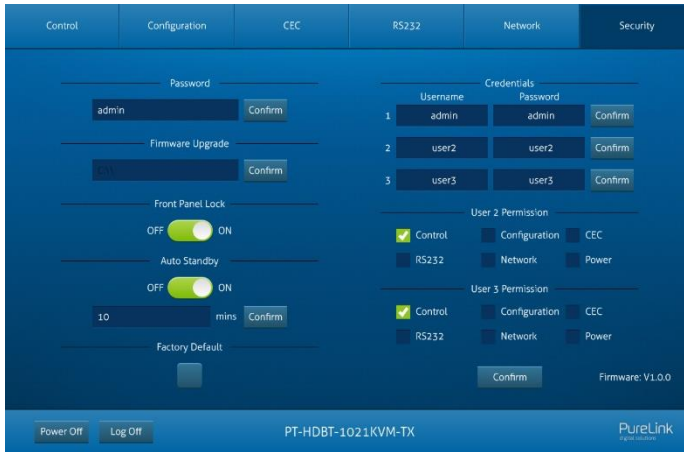 Control Configuration CEC RS232 Network Security
Password
admin Confirm
Firmware Upgrade
Confirm
Front Panel Lock
OFF ON
Auto Standby
OFF ON
10 mins Confirm
Factory Default
Credentials
Username Password
1 admin admin Confirm
2 user2 user2 Confirm
3 user3 user3 Confirm
User 2 Permission
Control Configuration CEC
RS232 Network Power
User 3 Permission
Control Configuration CEC
RS232 Network Power
Confirm Firmware: V1.0.0
Power Off Log Off PT-HDBT-1021KVM-TX PureLink
digital solutions